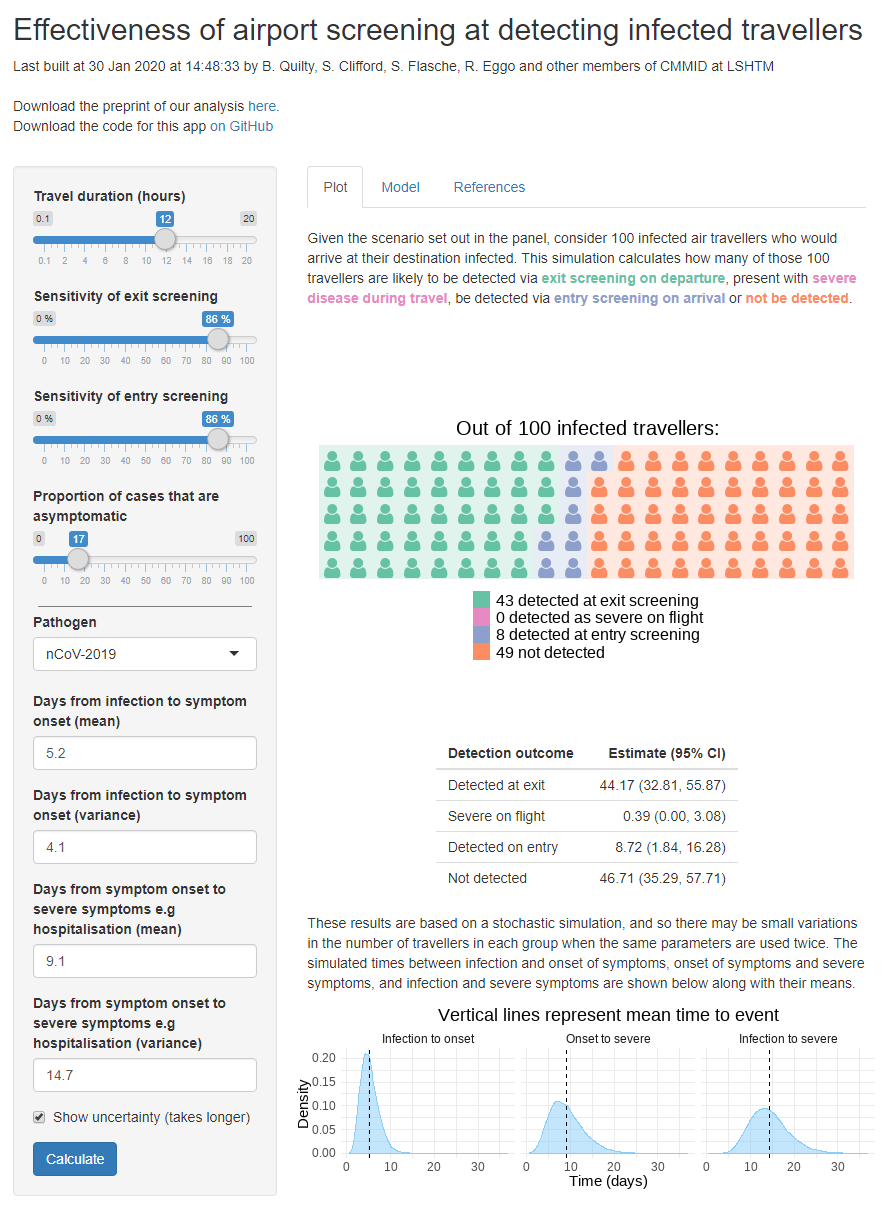 Effectiveness of airport screening at detecting infected travellers
Last built at 30 Jan 2020 at 14:48:33 by B. Quilty, S. Clifford, S. Flasche, R. Eggo and other members of CMMID at LSHTM
Download the preprint of our analysis here.
Download the code for this app on GitHub
Travel duration (hours)
0.1 12 20
0.1 2 4 6 8 10 12 14 16 18 20
Sensitivity of exit screening
0 % 86 %
0 10 20 30 40 50 60 70 80 90 100
Sensitivity of entry screening
0 % 86 %
0 10 20 30 40 50 60 70 80 90 100
Proportion of cases that are
asymptomatic
0 17 100
0 10 20 30 40 50 60 70 80 90 100
Pathogen
nCoV-2019
Days from infection to symptom
onset (mean)
5.2
Days from infection to symptom
onset (variance)
4.1
Days from symptom onset to
severe symptoms e.g
hospitalisation (mean)
9.1
Days from symptom onset to
severe symptoms e.g
hospitalisation (variance)
14.7
Show uncertainty (takes longer)
Calculate
Plot Model References
Given the scenario set out in the panel, consider 100 infected air travellers who would
arrive at their destination infected. This simulation calculates how many of those 100
travellers are likely to be detected via exit screening on departure, present with severe
disease during travel, be detected via entry screening on arrival or not be detected.
Out of 100 infected travellers:
43 detected at exit screening
0 detected as severe on flight
8 detected at entry screening
49 not detected
Detection outcome Estimate (95% CI)
Detected at exit 44.17 (32.81, 55.87)
Severe on flight 0.39 (0.00, 3.08)
Detected on entry 8.72 (1.84, 16.28)
Not detected 46.71 (35.29, 57.71)
These results are based on a stochastic simulation, and so there may be small variations
in the number of travellers in each group when the same parameters are used twice. The
simulated times between infection and onset of symptoms, onset of symptoms and severe
symptoms, and infection and severe symptoms are shown below along with their means.
Vertical lines represent mean time to event
Infection to onset Onset to severe Infection to severe
Density
0.20
0.15
0.10
0.05
0.00
0 10 20 30 0 10 20 30 0 10 20 30
Time (days)